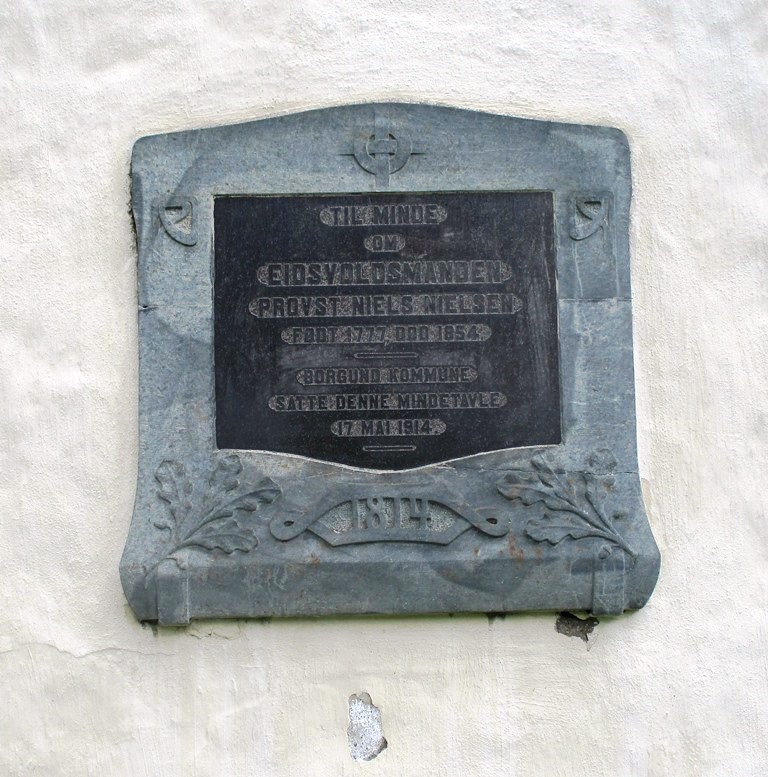 TIL MINDE
OM
EIDSVOLDSMANDEN
PROVST NIELS NIELSEN
FØDT 1777, DØD 1854.
BORGUND KOMMUNE
SATTE DENNE MINDETAVLE
17 MAI 1914.
1814